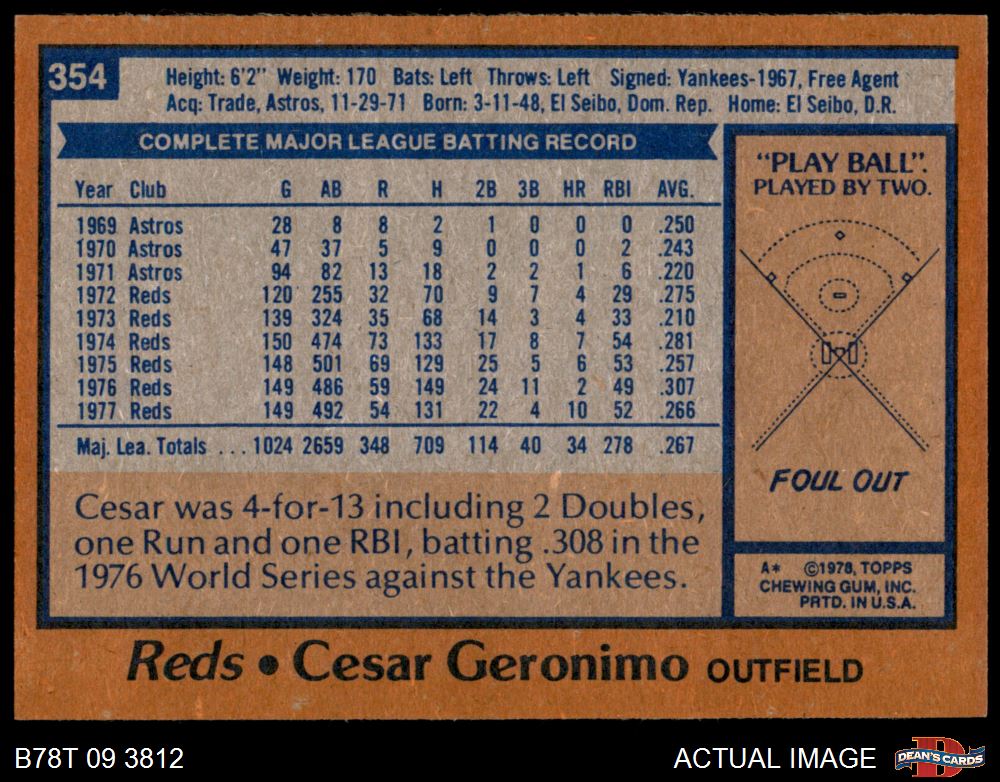 354
Height: 6'2" Weight: 170 Bats: Left Throws: Left Signed: Yankees-1967, Free Agent
Acq: Trade, Astros, 11-29-71 Born: 3-11-48, El Seibo, Dom. Rep. Home: El Seibo, D.R.
COMPLETE MAJOR LEAGUE BATTING RECORD
Year Club G AB R H 2B 3B HR RBI AVG.
1969 Astros 28 8 8 2 1 0 0 0 .250
1970 Astros 47 37 5 9 0 0 0 2 .243
1971 Astros 94 82 13 18 2 2 1 6 .220
1972 Reds 120 255 32 70 9 7 4 29 .275
1973 Reds 139 324 35 68 14 3 4 33 .210
1974 Reds 150 474 73 133 17 8 7 54 .281
1975 Reds 148 501 69 129 25 5 6 53 .257
1976 Reds 149 486 59 149 24 11 2 49 .307
1977 Reds 149 492 54 131 22 4 10 52 .266
Maj. Lea. Totals ...1024 2659 348 709 114 40 34 278 .267
Cesar was 4-for-13 including 2 Doubles,
one Run and one RBI, batting .308 in the
1976 World Series against the Yankees.
"PLAY BALL".
PLAYED BY TWO.
FOUL OUT
A* ©1978, TOPPS
CHEWING GUM, INC.
PRTD. IN U.S.A.
Reds • Cesar Geronimo OUTFIELD
B78T 09 3812
ACTUAL IMAGE
DEAN'S CARDS